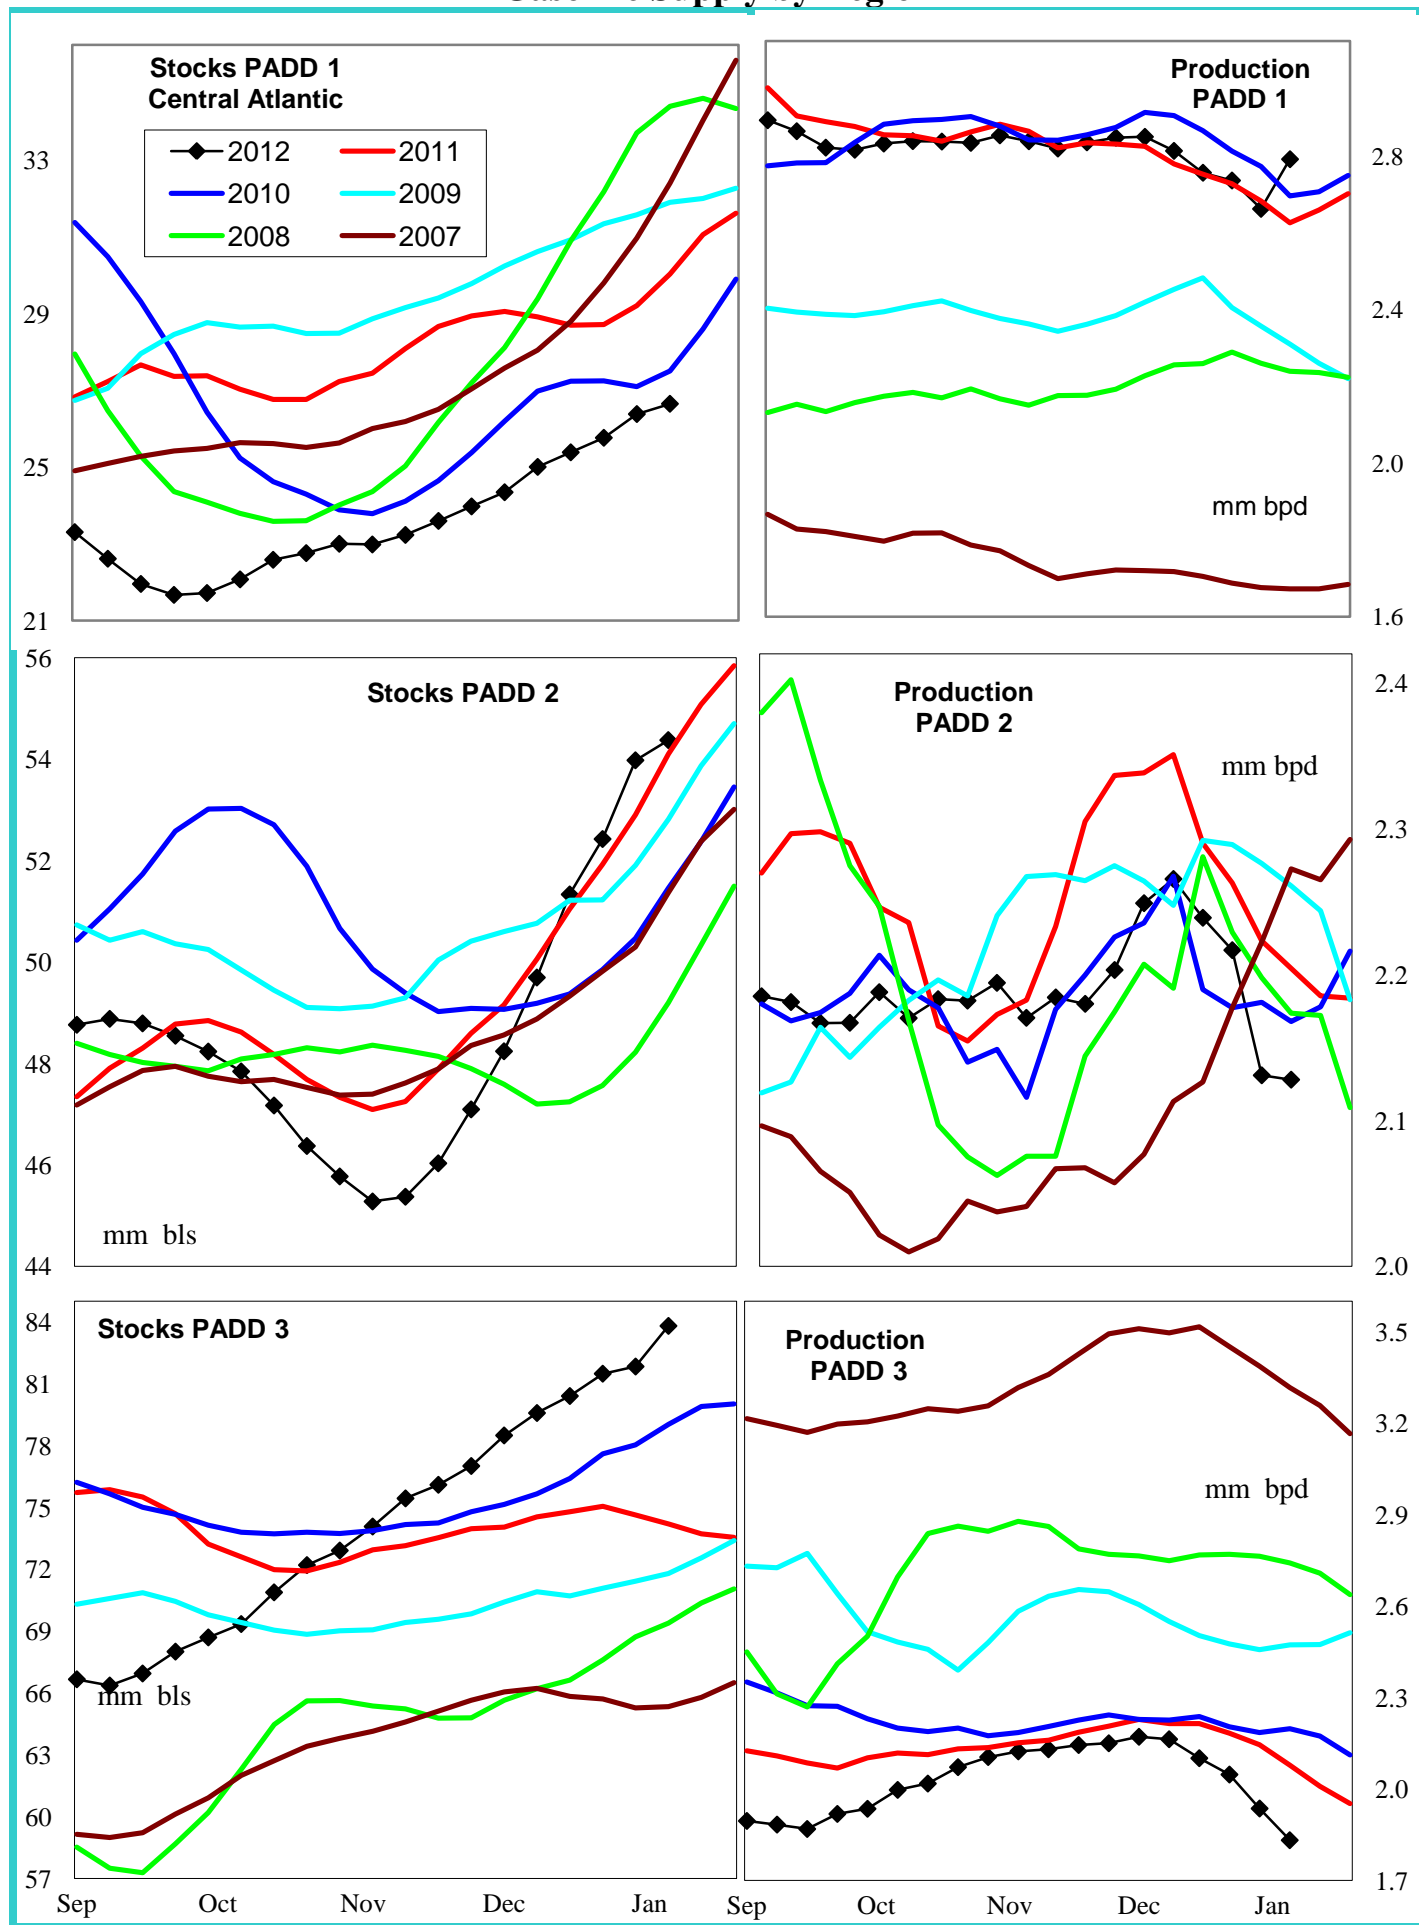 Stocks PADD 1
Central Atlantic
2012
2011
2010
2009
2008
2007
33
29
25
21
Production
PADD 1
mm bpd
2.8
2.4
2.0
1.6
Stocks PADD 2
mm bls
56
54
52
50
48
46
44
Production
PADD 2
mm bpd
2.4
2.3
2.2
2.1
2.0
Stocks PADD 3
mm bls
84
81
78
75
72
69
66
63
60
57
Sep Oct Nov Dec Jan
Production
PADD 3
mm bpd
3.5
3.2
2.9
2.6
2.3
2.0
1.7
Sep Oct Nov Dec Jan